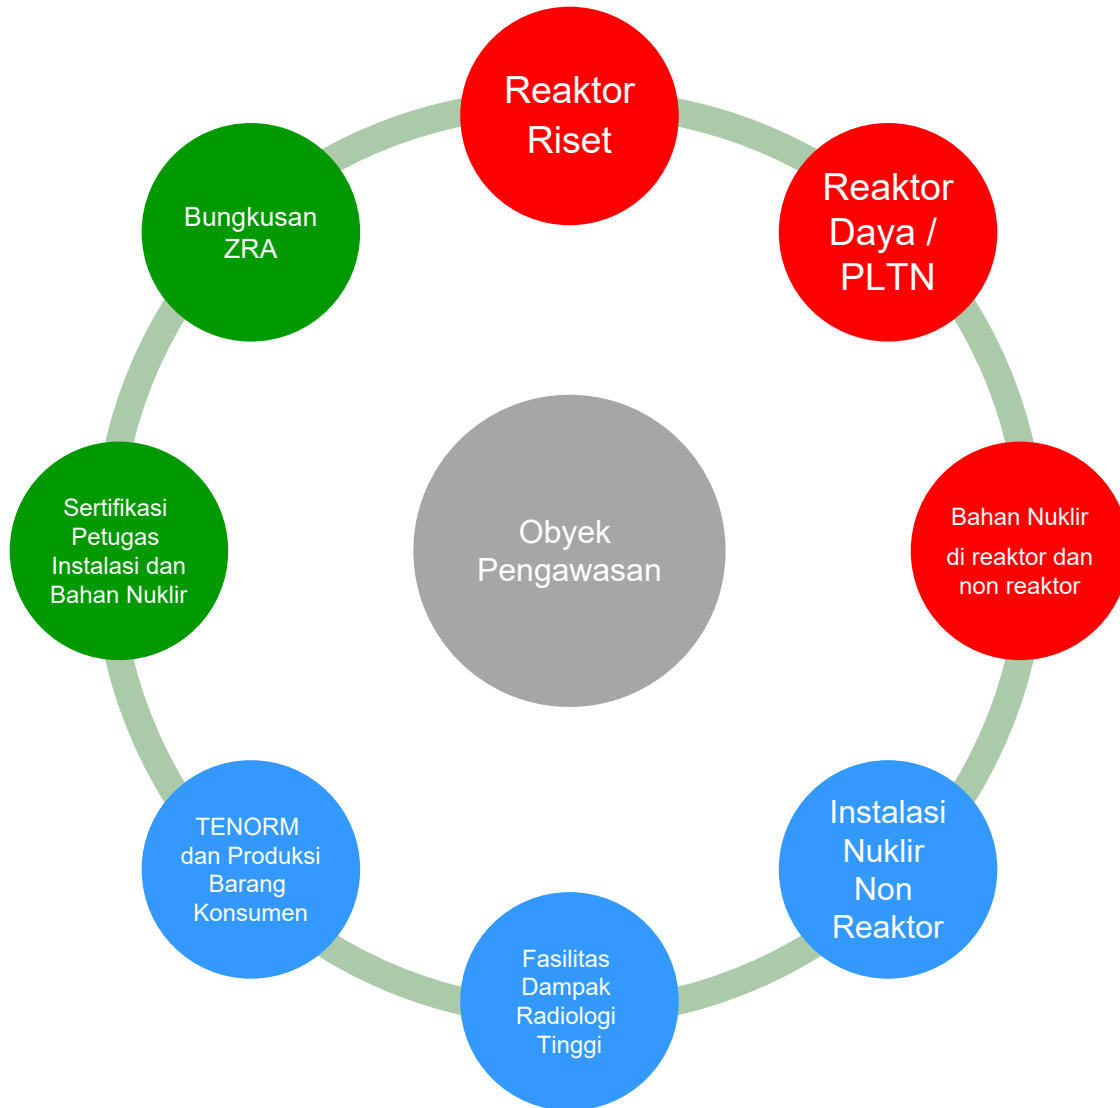 Reaktor
Riset
Reaktor
Daya /
PLTN
Bahan Nuklir
di reaktor dan
non reaktor
Instalasi
Nuklir
Non
Reaktor
Fasilitas
Dampak
Radiologi
Tinggi
TENORM
dan Produksi
Barang
Konsumen
Sertifikasi
Petugas
Instalasi dan
Bahan Nuklir
Bungkusan
ZRA
Obyek
Pengawasan